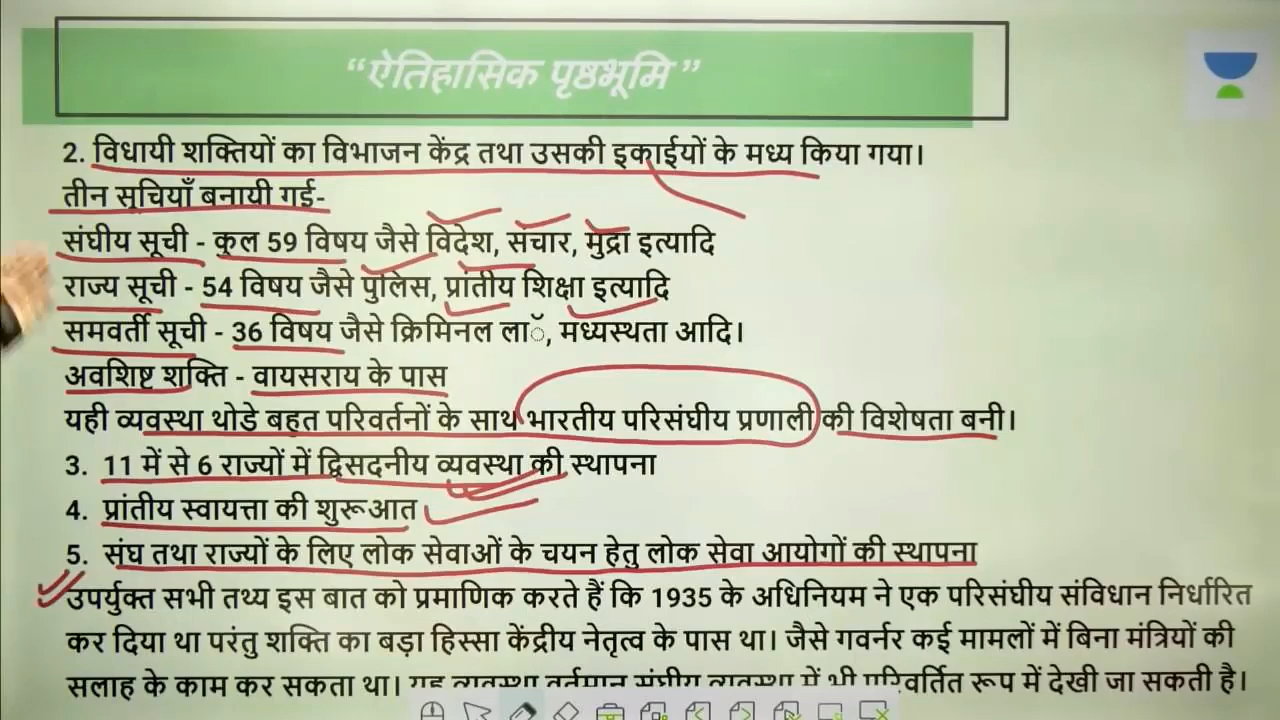 “ऐतिहासिक पृष्ठभूमि”
2. विधायी शक्तियों का विभाजन केंद्र तथा उसकी इकाईयों के मध्य किया गया।
तीन सूचियाँ बनायी गई-
संघीय सूची - कुल 59 विषय जैसे विदेश, संचार, मुद्रा इत्यादि
राज्य सूची - 54 विषय जैसे पुलिस, प्रांतीय शिक्षा इत्यादि
समवर्ती सूची - 36 विषय जैसे क्रिमिनल लाॅ, मध्यस्थता आदि।
अवशिष्ट शक्ति - वायसराय के पास
यही व्यवस्था थोडे बहुत परिवर्तनों के साथ भारतीय परिसंघीय प्रणाली की विशेषता बनी।
3. 11 में से 6 राज्यों में द्विसदनीय व्यवस्था की स्थापना
4. प्रांतीय स्वायत्ता की शुरूआत
5. संघ तथा राज्यों के लिए लोक सेवाओं के चयन हेतु लोक सेवा आयोगों की स्थापना
उपर्युक्त सभी तथ्य इस बात को प्रमाणिक करते हैं कि 1935 के अधिनियम ने एक परिसंघीय संविधान निर्धारित
कर दिया था परंतु शक्ति का बड़ा हिस्सा केंद्रीय नेतृत्व के पास था। जैसे गवर्नर कई मामलों में बिना मंत्रियों की
सलाह के काम कर सकता था। यह व्यवस्था वर्तमान संघीय व्यवस्था में भी परिवर्तित रूप में देखी जा सकती है।